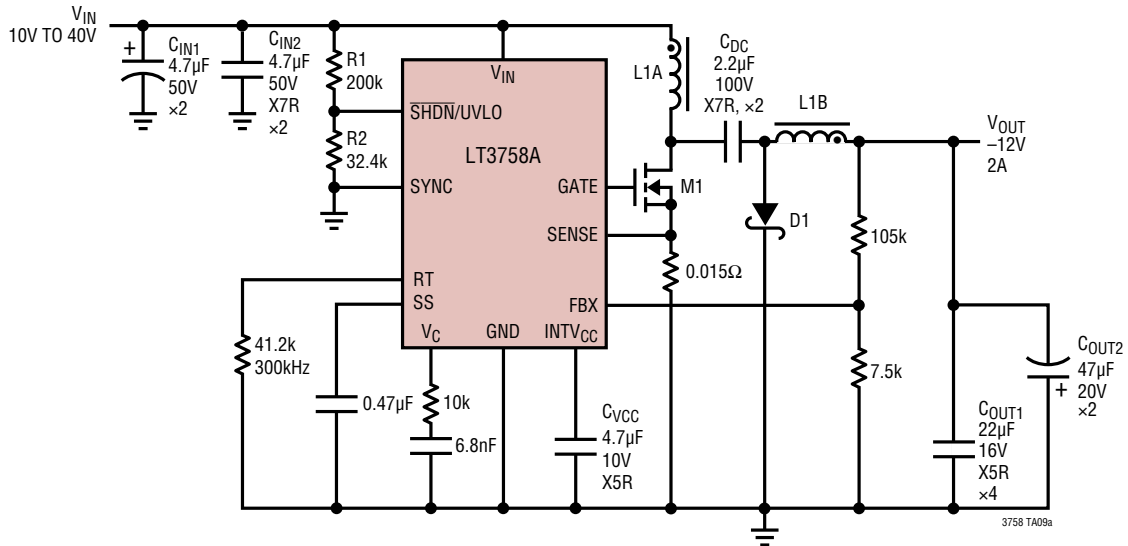 VIN
10V TO 40V
+
CIN1
4.7µF
50V
×2
CIN2
4.7µF
50V
X7R
×2
R1
200k
R2
32.4k
VIN
SHDN/UVLO
LT3758A
SYNC
GATE
SENSE
RT
SS
FBX
VC
GND
INTVCC
L1A
CDC
2.2µF
100V
X7R, ×2
L1B
VOUT
–12V
2A
M1
D1
105k
0.015Ω
7.5k
41.2k
300kHz
0.47µF
10k
6.8nF
CVCC
4.7µF
10V
X5R
COUT2
47µF
20V
×2
+
COUT1
22µF
16V
X5R
×4
3758 TA09a